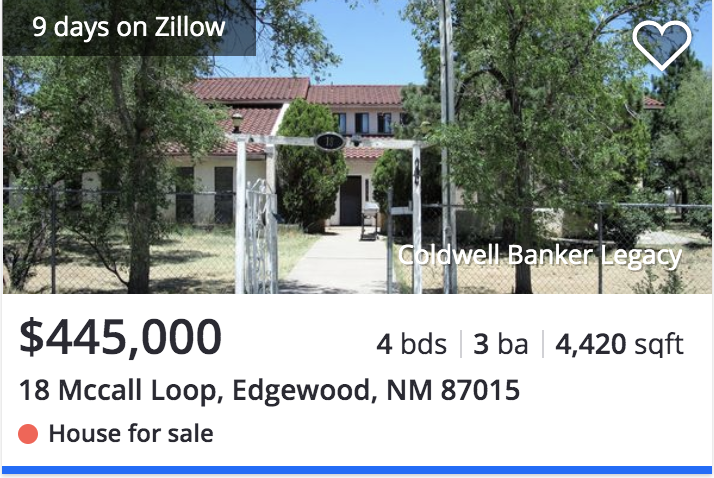 9 days on Zillow
Coldwell Banker Legacy
$445,000
4 bds | 3 ba | 4,420 sqft
18 Mccall Loop, Edgewood, NM 87015
House for sale